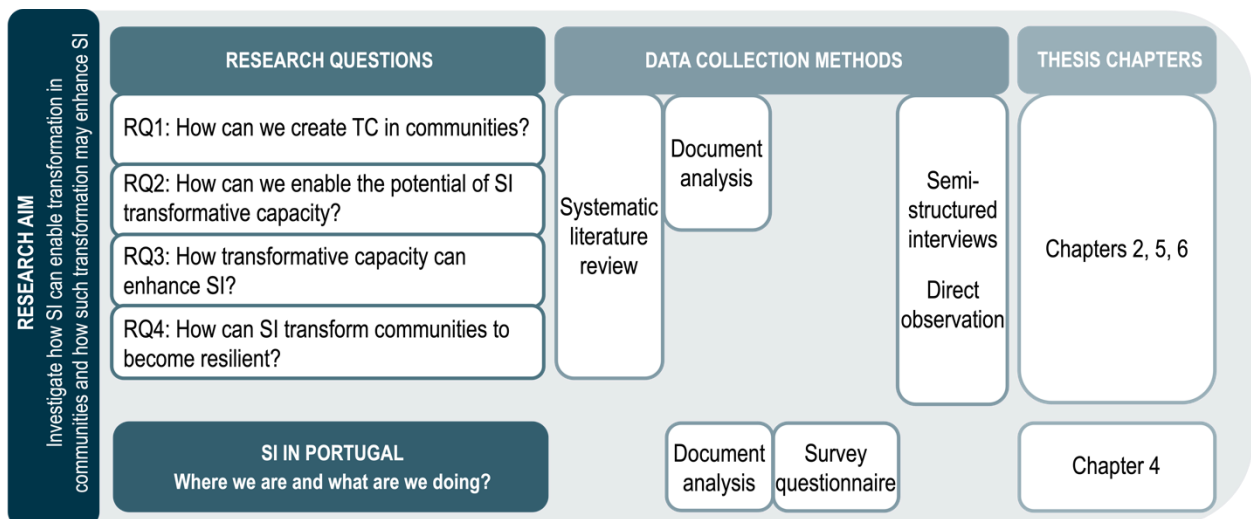 RESEARCH AIM
Investigate how SI can enable transformation in
communities and how such transformation may enhance SI
RESEARCH QUESTIONS
DATA COLLECTION METHODS
THESIS CHAPTERS
RQ1: How can we create TC in communities?
RQ2: How can we enable the potential of SI
transformative capacity?
RQ3: How transformative capacity can
enhance SI?
RQ4: How can SI transform communities to
become resilient?
Systematic
literature
review
Document
analysis
Semi-
structured
interviews
Direct
observation
Chapters 2, 5, 6
SI IN PORTUGAL
Where we are and what are we doing?
Document
analysis
Survey
questionnaire
Chapter 4